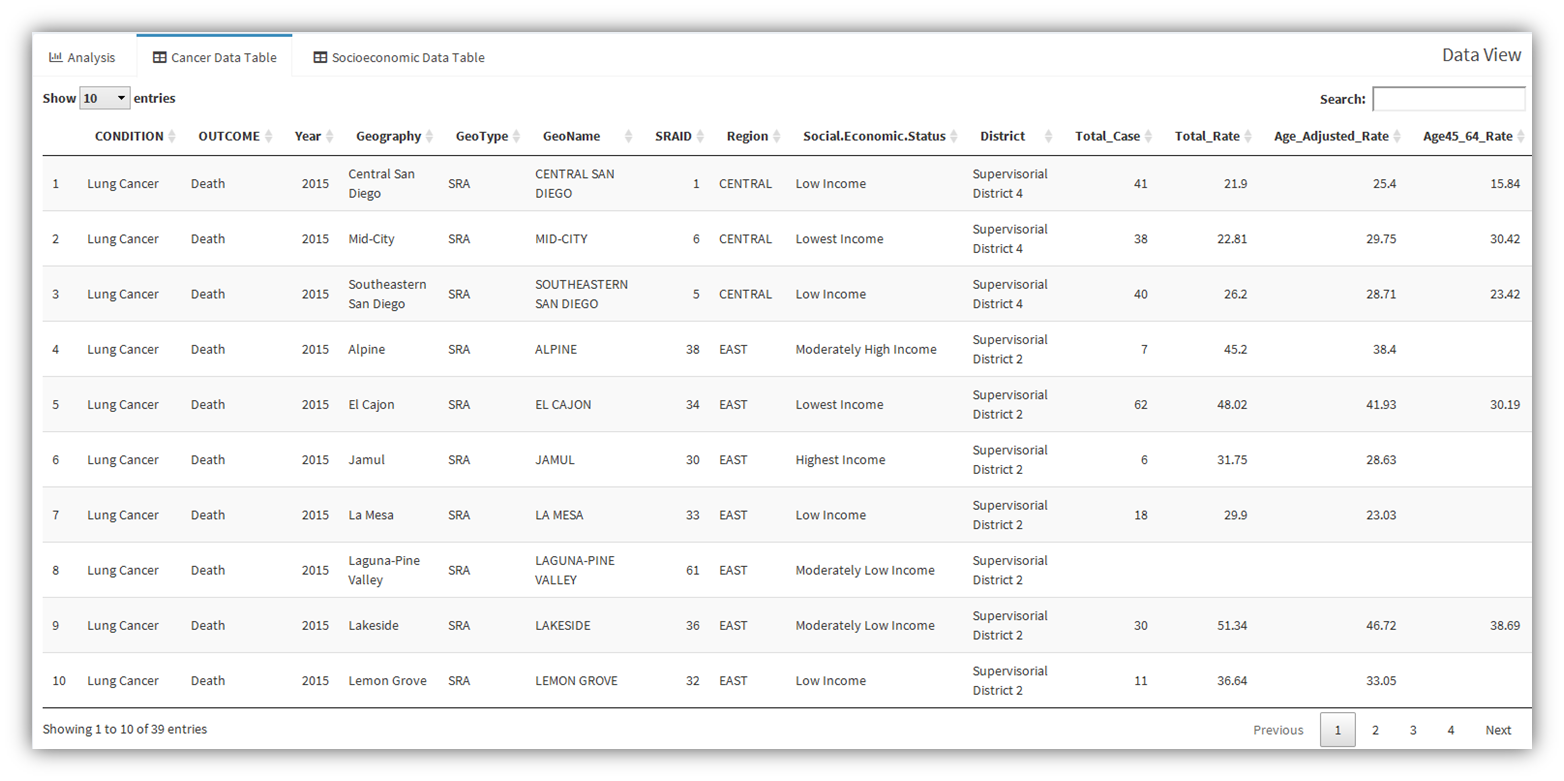 Analysis Cancer Data Table Socioeconomic Data Table Data View
Show 10 entries Search:
CONDITION OUTCOME Year Geography GeoType GeoName SRAID Region Social.Economic.Status District Total_Case Total_Rate Age_Adjusted_Rate Age45_64_Rate
1 Lung Cancer Death 2015 Central San Diego SRA CENTRAL SAN DIEGO 1 CENTRAL Low Income Supervisorial District 4 41 21.9 25.4 15.84
2 Lung Cancer Death 2015 Mid-City SRA MID-CITY 6 CENTRAL Lowest Income Supervisorial District 4 38 22.81 29.75 30.42
3 Lung Cancer Death 2015 Southeastern San Diego SRA SOUTHEASTERN SAN DIEGO 5 CENTRAL Low Income Supervisorial District 4 40 26.2 28.71 23.42
4 Lung Cancer Death 2015 Alpine SRA ALPINE 38 EAST Moderately High Income Supervisorial District 2 7 45.2 38.4
5 Lung Cancer Death 2015 El Cajon SRA EL CAJON 34 EAST Lowest Income Supervisorial District 2 62 48.02 41.93 30.19
6 Lung Cancer Death 2015 Jamul SRA JAMUL 30 EAST Highest Income Supervisorial District 2 6 31.75 28.63
7 Lung Cancer Death 2015 La Mesa SRA LA MESA 33 EAST Low Income Supervisorial District 2 18 29.9 23.03
8 Lung Cancer Death 2015 Laguna-Pine Valley SRA LAGUNA-PINE VALLEY 61 EAST Moderately Low Income Supervisorial District 2
9 Lung Cancer Death 2015 Lakeside SRA LAKESIDE 36 EAST Moderately Low Income Supervisorial District 2 30 51.34 46.72 38.69
10 Lung Cancer Death 2015 Lemon Grove SRA LEMON GROVE 32 EAST Low Income Supervisorial District 2 11 36.64 33.05
Showing 1 to 10 of 39 entries Previous 1 2 3 4 Next